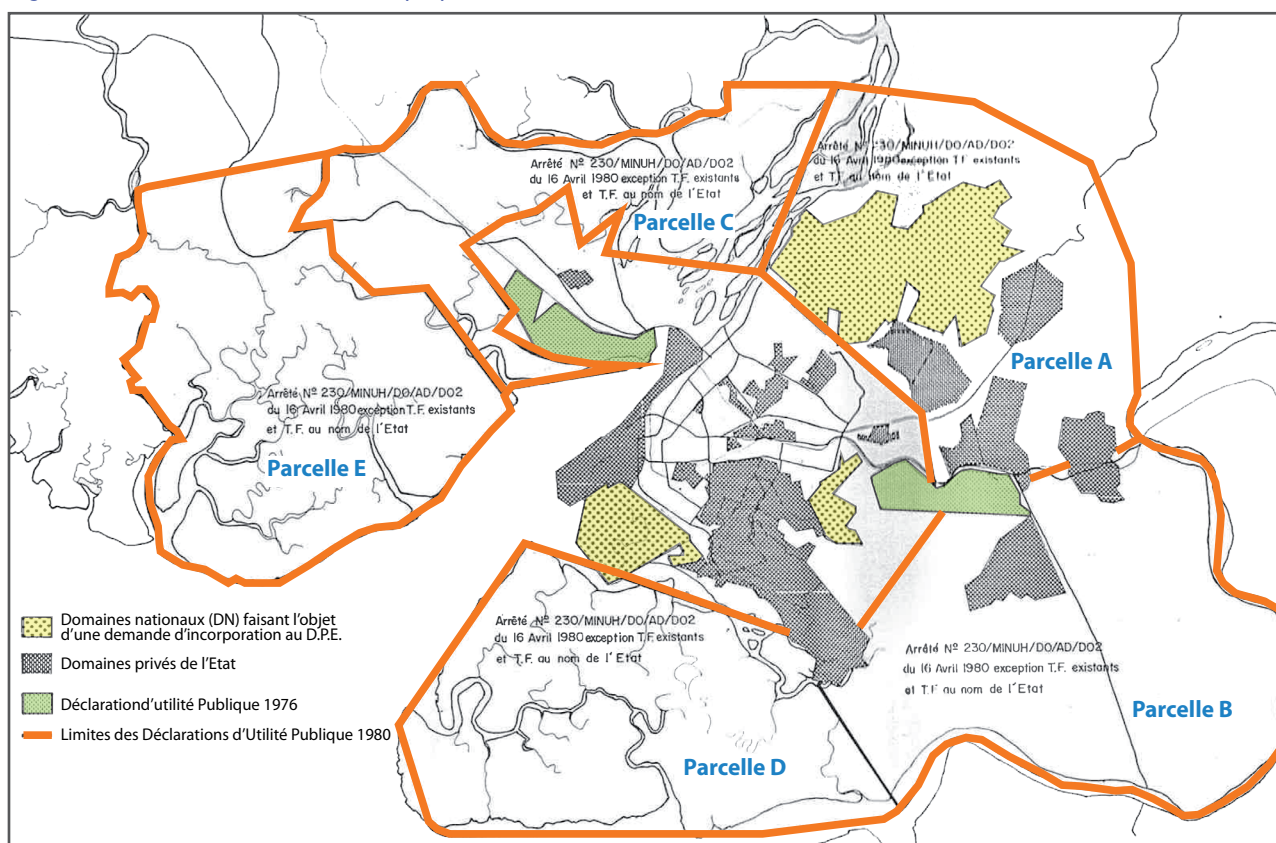 Arrêté Nº 230/MINUH/DO/AD/DO2
du 16 Avril 1980 exception T.F. existants
et T.F. au nom de l'Etat
Parcelle C
Arrêté Nº 230/MINUH/DO/AD/DO2
du 16 Avril 1980 exception T.F. existants
et T.F. au nom de l'Etat
Parcelle A
Arrêté Nº 230/MINUH/DO/AD/DO2
du 16 Avril 1980 exception T.F. existants
et T.F. au nom de l'Etat
Parcelle E
Arrêté Nº 230/MINUH/DO/AD/DO2
du 16 Avril 1980 exception T.F. existants
et T.F. au nom de l'Etat
Parcelle D
Arrêté Nº 230/MINUH/DO/AD/DO2
du 16 Avril 1980 exception T.F. existants
et T.F. au nom de l'Etat
Parcelle B
Domaines nationaux (DN) faisant l'objet
d'une demande d'incorporation au D.P.E.
Domaines privés de l'Etat
Déclarationd'utilité Publique 1976
Limites des Déclarations d'Utilité Publique 1980